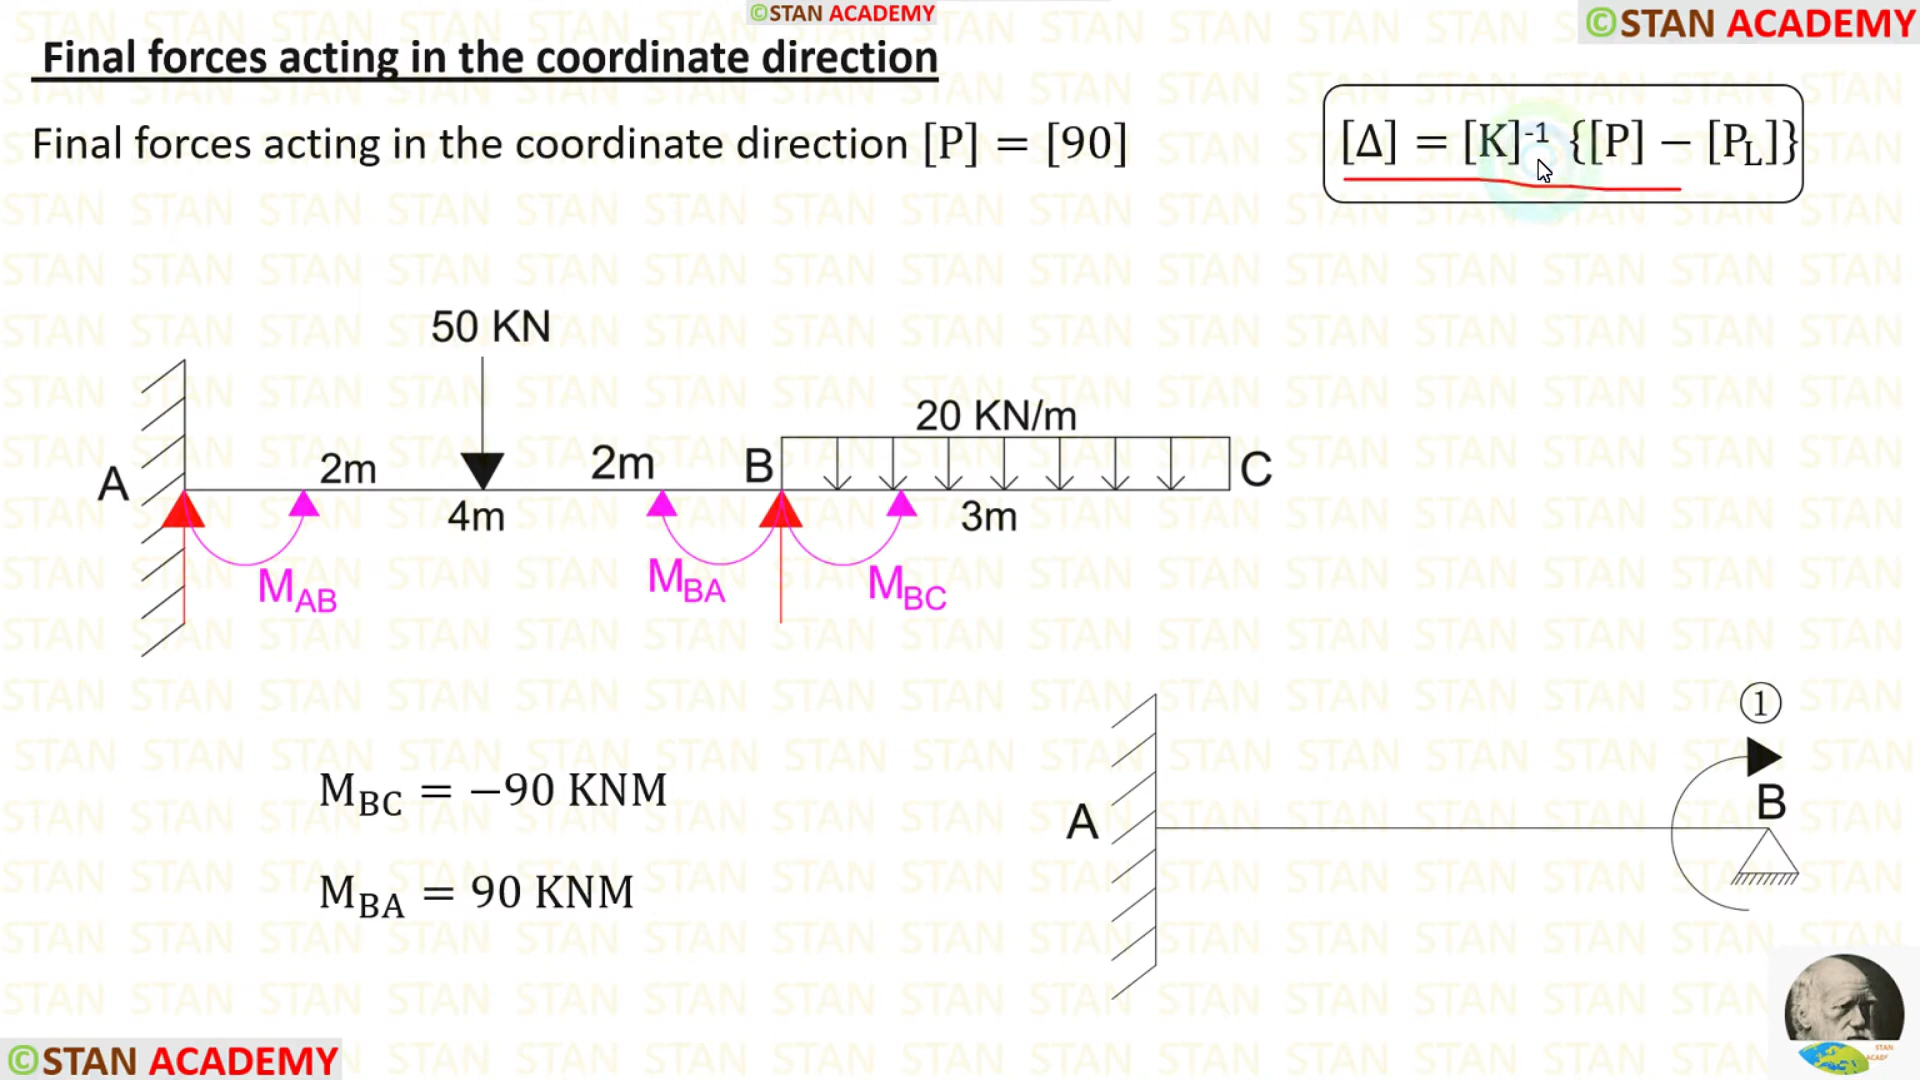 ©STAN ACADEMY
©STAN ACADEMY
Final forces acting in the coordinate direction
Final forces acting in the coordinate direction [P] = [90]
[Δ] = [K]⁻¹ {[P] − [P_L]}
50 KN
20 KN/m
A
2m
2m
B
C
4m
3m
M_AB
M_BA
M_BC
①
M_BC = −90 KNM
A
B
M_BA = 90 KNM
©STAN ACADEMY